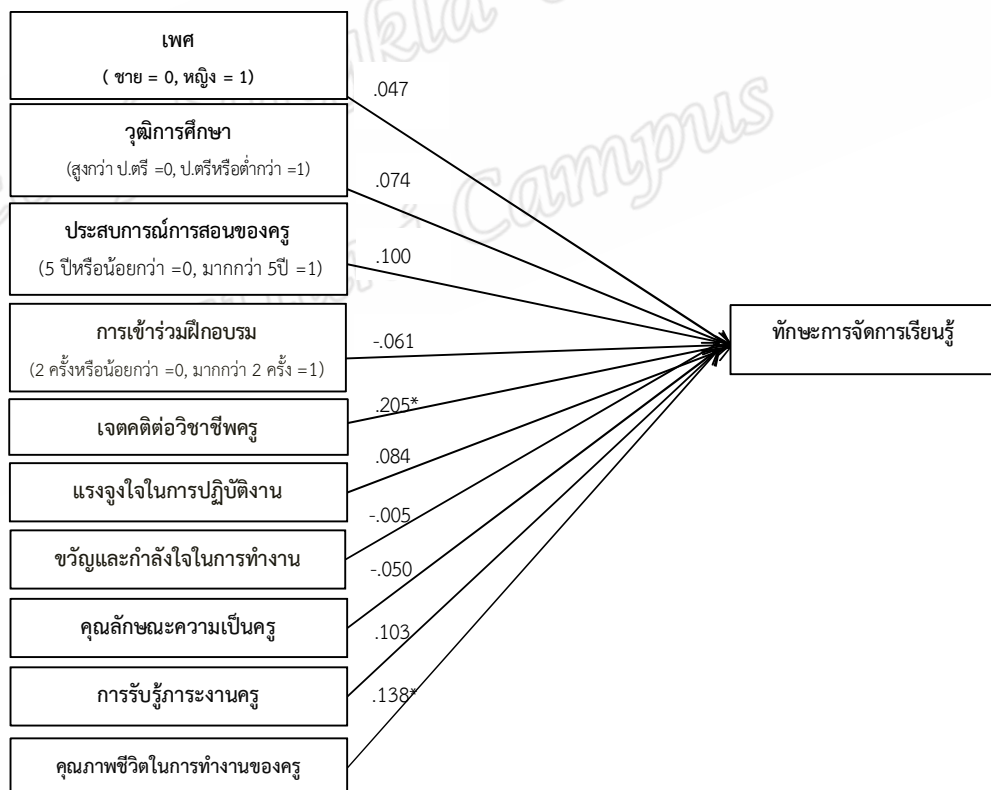 เพศ
( ชาย = 0, หญิง = 1)
.047
วุฒิการศึกษา
(สูงกว่า ป.ตรี =0, ป.ตรีหรือต่ำกว่า =1)
.074
ประสบการณ์การสอนของครู
(5 ปีหรือน้อยกว่า =0, มากกว่า 5ปี =1)
.100
การเข้าร่วมฝึกอบรม
(2 ครั้งหรือน้อยกว่า =0, มากกว่า 2 ครั้ง =1)
-.061
ทักษะการจัดการเรียนรู้
เจตคติต่อวิชาชีพครู
.205*
แรงจูงใจในการปฏิบัติงาน
.084
ขวัญและกำลังใจในการทำงาน
-.005
คุณลักษณะความเป็นครู
-.050
การรับรู้ภาระงานครู
.103
คุณภาพชีวิตในการทำงานของครู
.138*
Campus